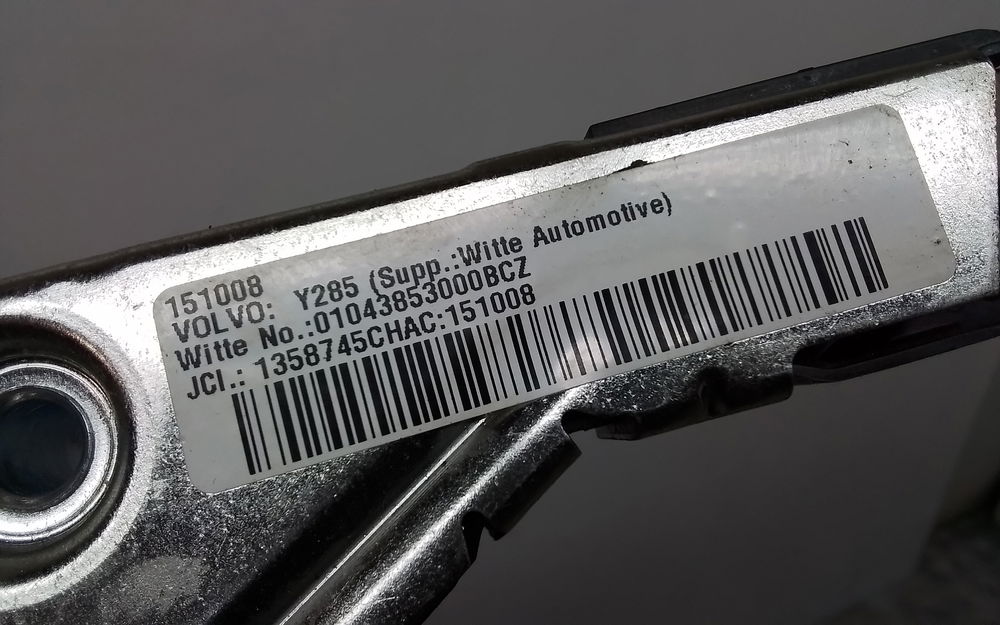 151008
VOLVO: Y285 (Supp.:Witte Automotive)
Witte No.:01043853000BCZ
JCI.: 1358745CHAC:151008